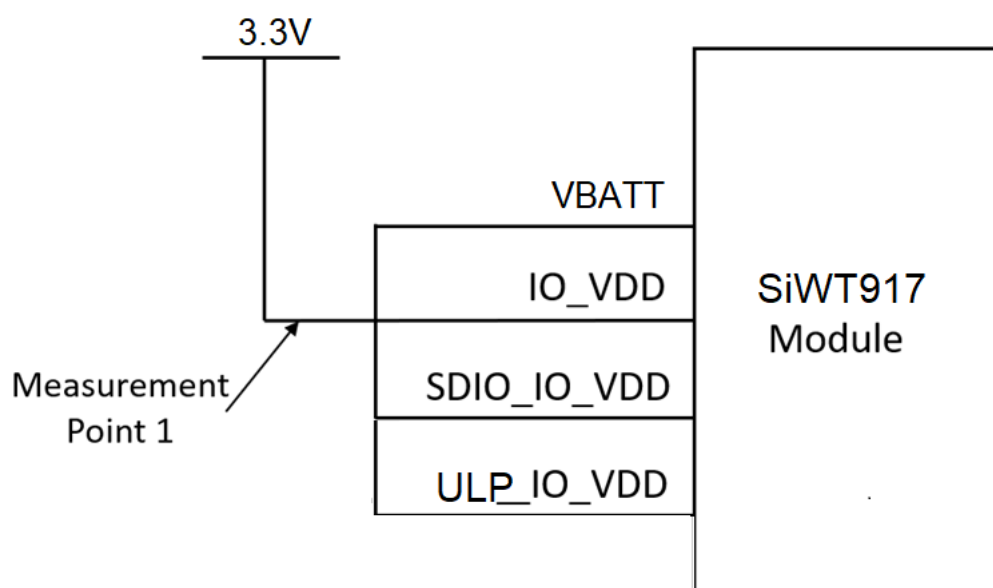 3.3V
VBATT
IO_VDD
SiWT917
Module
Measurement
Point 1
SDIO_IO_VDD
ULP_IO_VDD